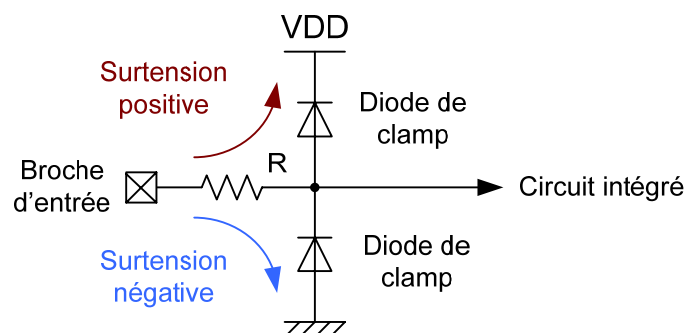 VDD
Surtension
positive
Diode de
clamp
R
Broche
d'entrée
Circuit intégré
Diode de
clamp
Surtension
négative